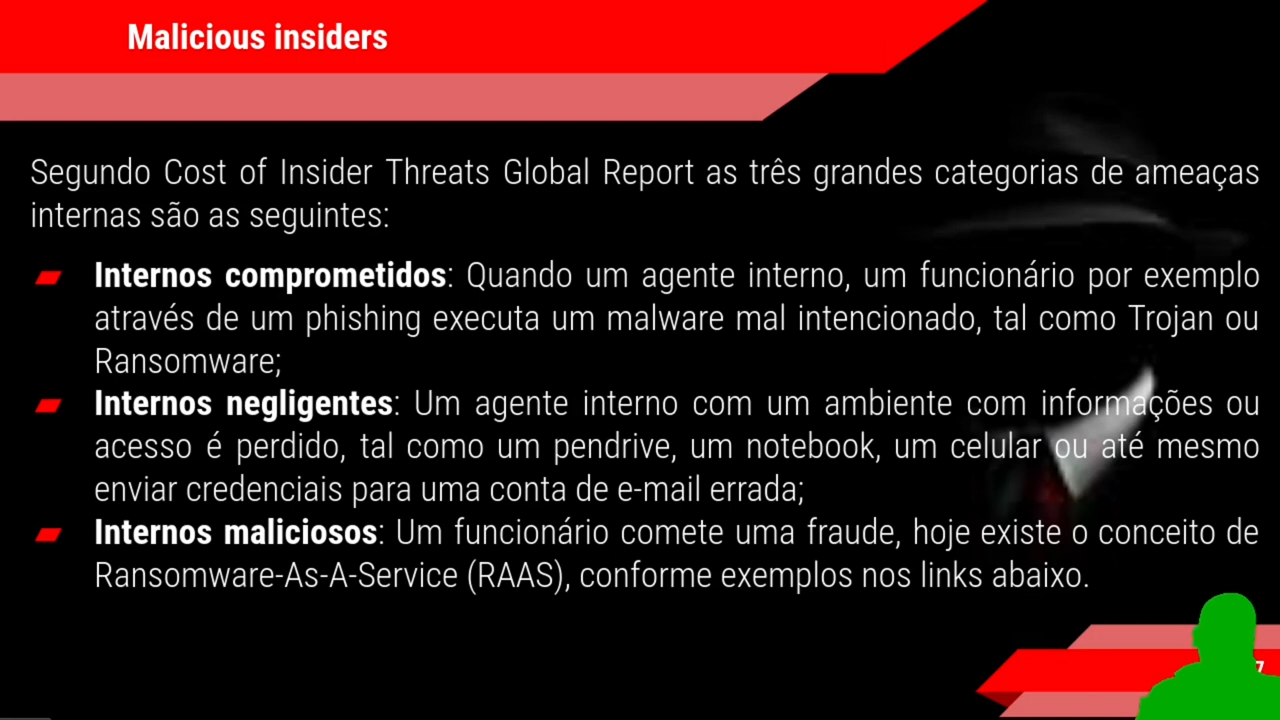 Malicious insiders
Segundo Cost of Insider Threats Global Report as três grandes categorias de ameaças
internas são as seguintes:
Internos comprometidos: Quando um agente interno, um funcionário por exemplo
através de um phishing executa um malware mal intencionado, tal como Trojan ou
Ransomware;
Internos negligentes: Um agente interno com um ambiente com informações ou
acesso é perdido, tal como um pendrive, um notebook, um celular ou até mesmo
enviar credenciais para uma conta de e-mail errada;
Internos maliciosos: Um funcionário comete uma fraude, hoje existe o conceito de
Ransomware-As-A-Service (RAAS), conforme exemplos nos links abaixo.